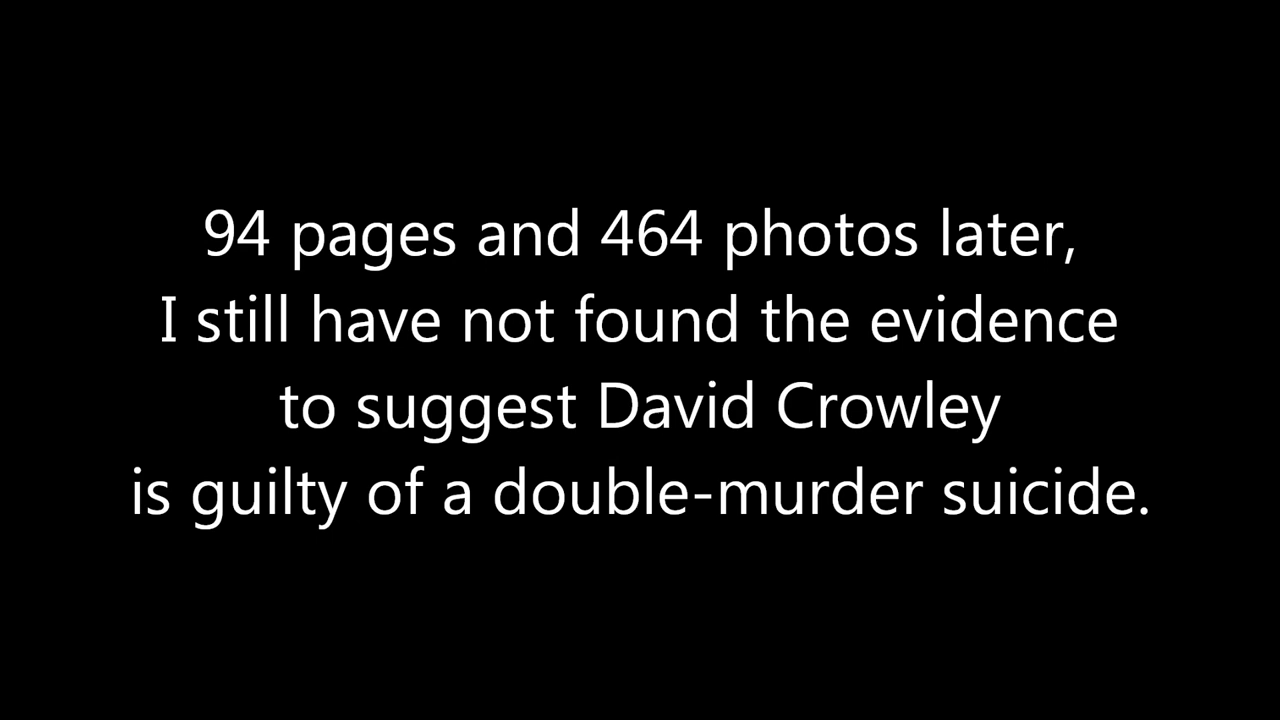 94 pages and 464 photos later,
I still have not found the evidence
to suggest David Crowley
is guilty of a double-murder suicide.